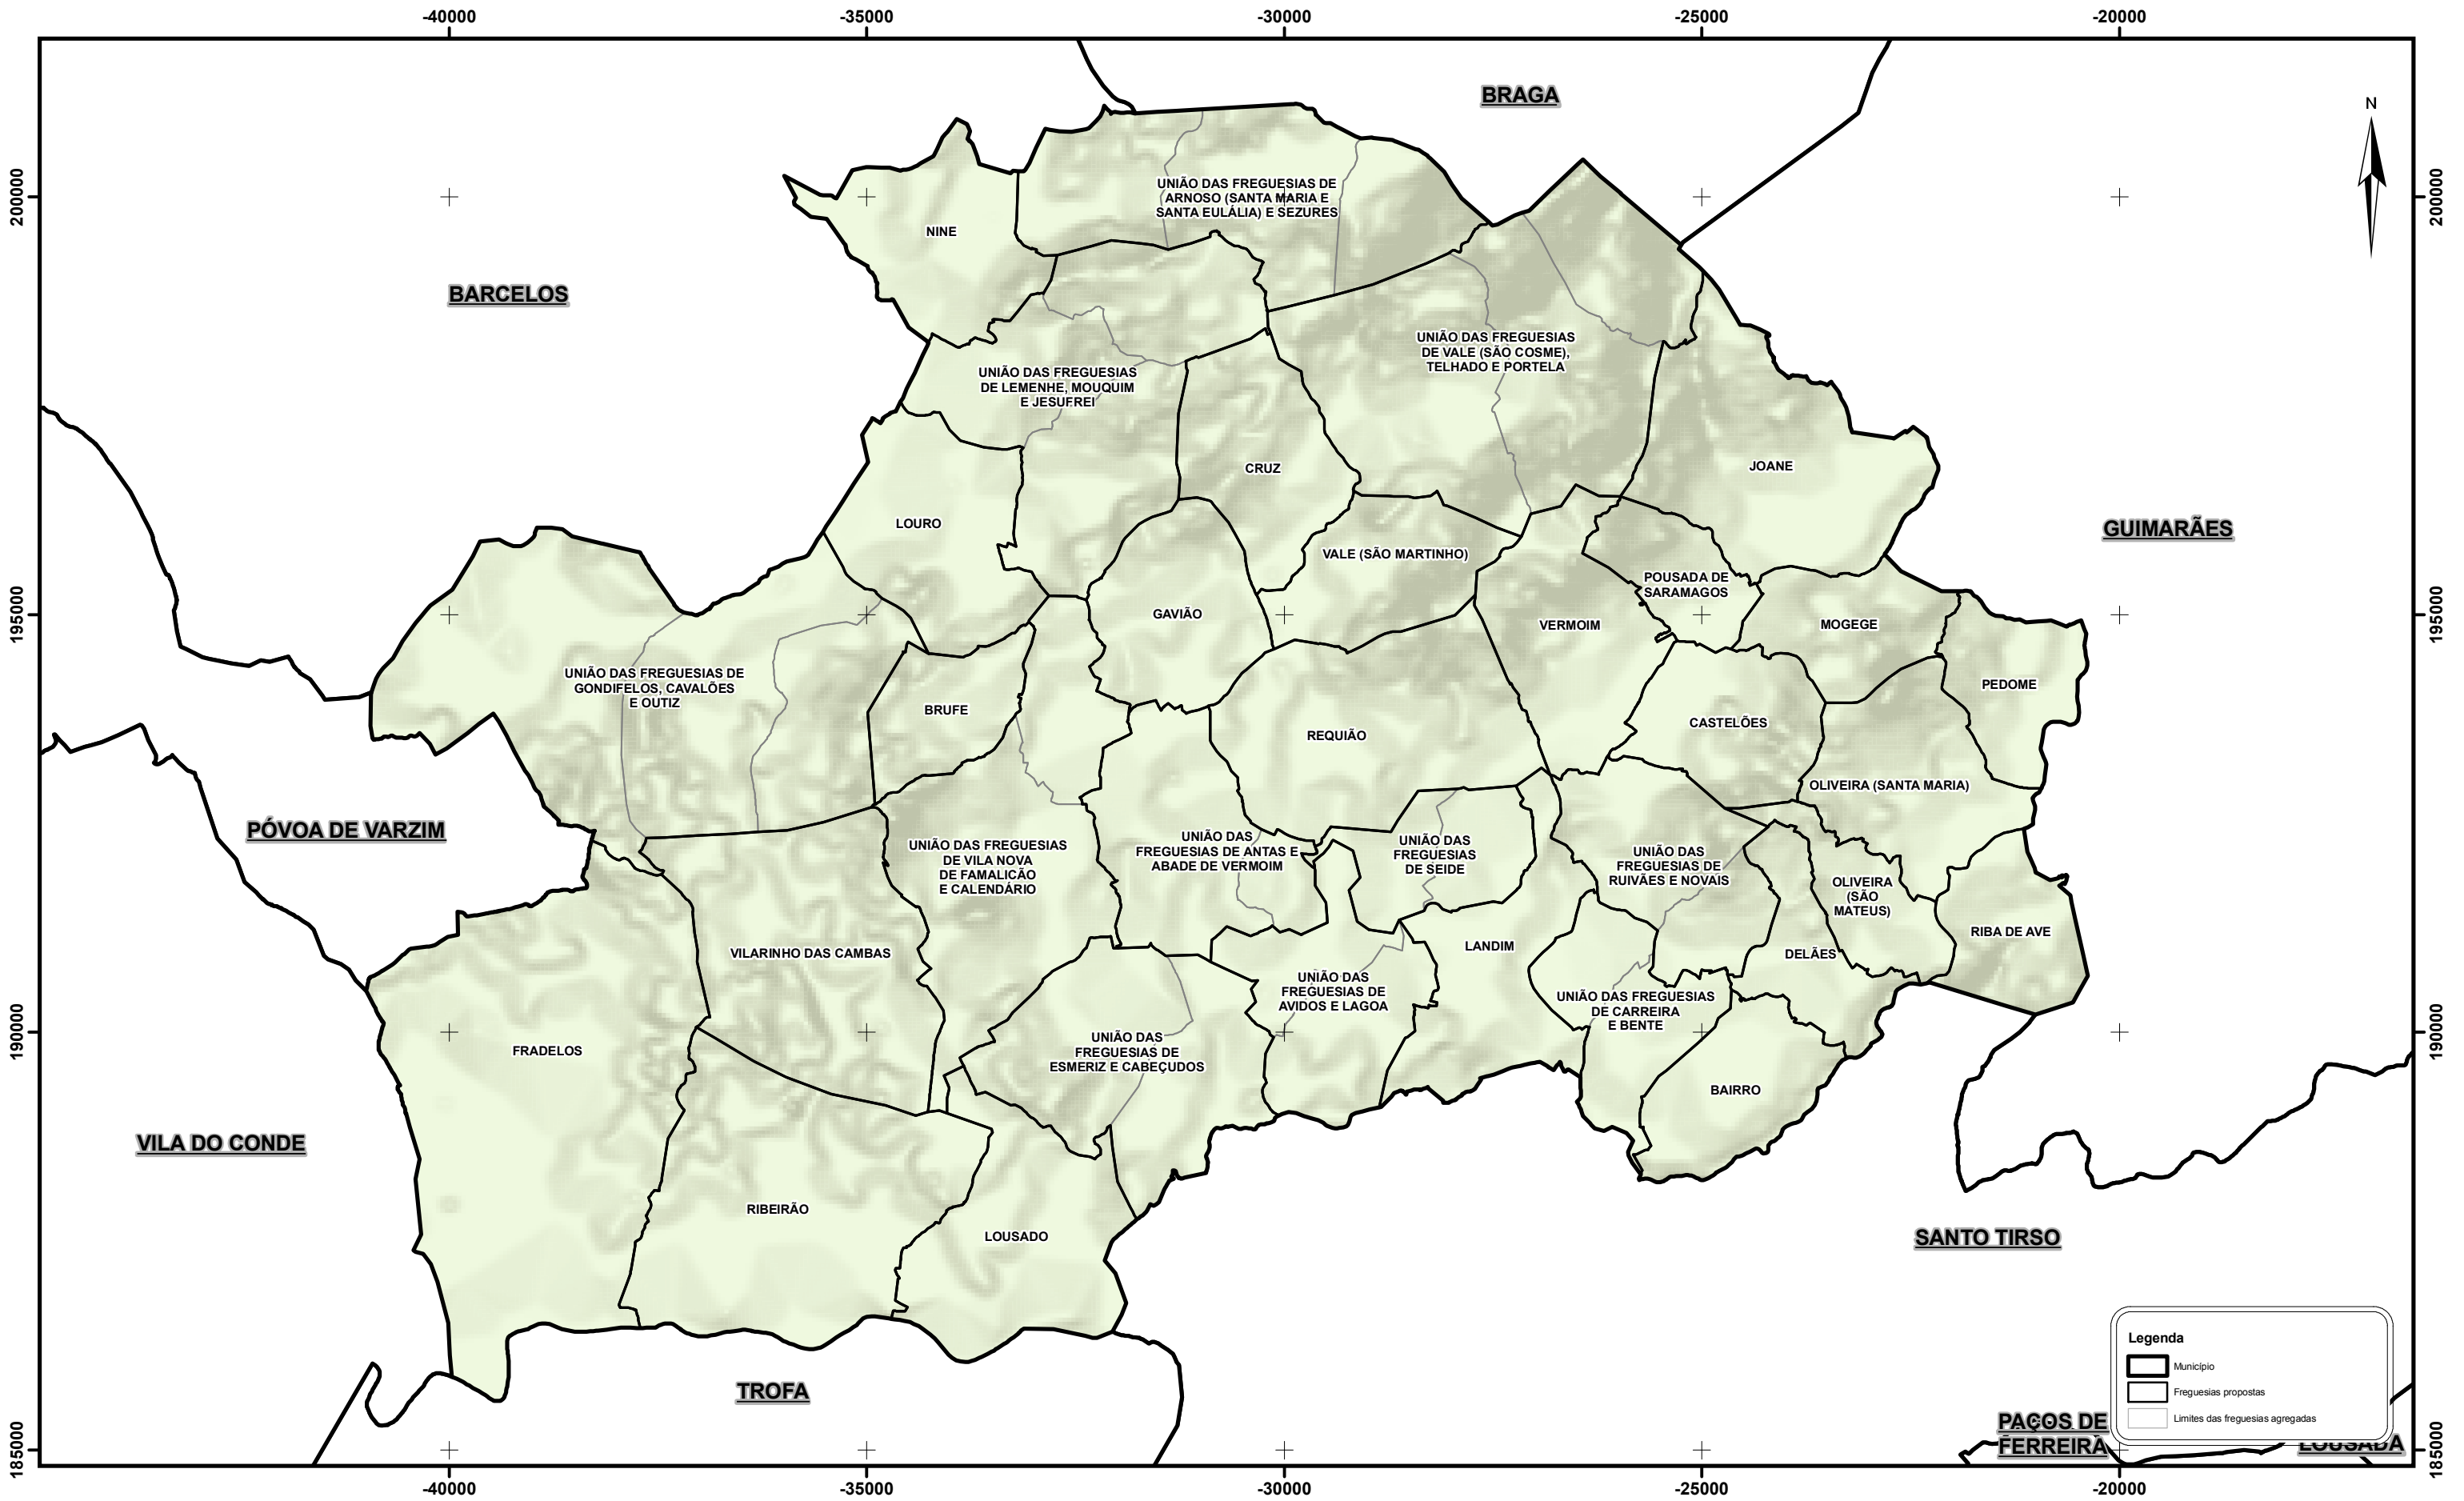 -40000
-35000
-30000
-25000
-20000
BRAGA
N
200000
200000
UNIÃO DAS FREGUESIAS DE
ARNOSO (SANTA MARIA E
SANTA EULÁLIA) E SEZURES
NINE
BARCELOS
UNIÃO DAS FREGUESIAS
DE VALE (SÃO COSME),
TELHADO E PORTELA
UNIÃO DAS FREGUESIAS
DE LEMENHE, MOUQUIM
E JESUFREI
CRUZ
JOANE
LOURO
GUIMARÃES
VALE (SÃO MARTINHO)
POUSADA DE
SARAMAGOS
195000
195000
GAVIÃO
VERMOIM
MOGEGE
UNIÃO DAS FREGUESIAS DE
GONDIFELOS, CAVALÕES
E OUTIZ
PEDOME
BRUFE
CASTELÕES
REQUIÃO
OLIVEIRA (SANTA MARIA)
PÓVOA DE VARZIM
UNIÃO DAS FREGUESIAS
DE VILA NOVA
DE FAMALICÃO
E CALENDÁRIO
UNIÃO DAS
FREGUESIAS DE ANTAS E
ABADE DE VERMOIM
UNIÃO DAS
FREGUESIAS
DE SEIDE
UNIÃO DAS
FREGUESIAS DE
RUIVÃES E NOVAIS
OLIVEIRA
(SÃO
MATEUS)
RIBA DE AVE
LANDIM
VILARINHO DAS CAMBAS
DELÃES
UNIÃO DAS
FREGUESIAS DE
AVIDOS E LAGOA
UNIÃO DAS FREGUESIAS
DE CARREIRA
E BENTE
190000
190000
UNIÃO DAS
FREGUESIAS DE
ESMERIZ E CABEÇUDOS
FRADELOS
BAIRRO
VILA DO CONDE
RIBEIRÃO
LOUSADO
SANTO TIRSO
TROFA
Legenda
Município
Freguesias propostas
Limites das freguesias agregadas
PAÇOS DE
FERREIRA
LOUSADA
185000
185000
-40000
-35000
-30000
-25000
-20000